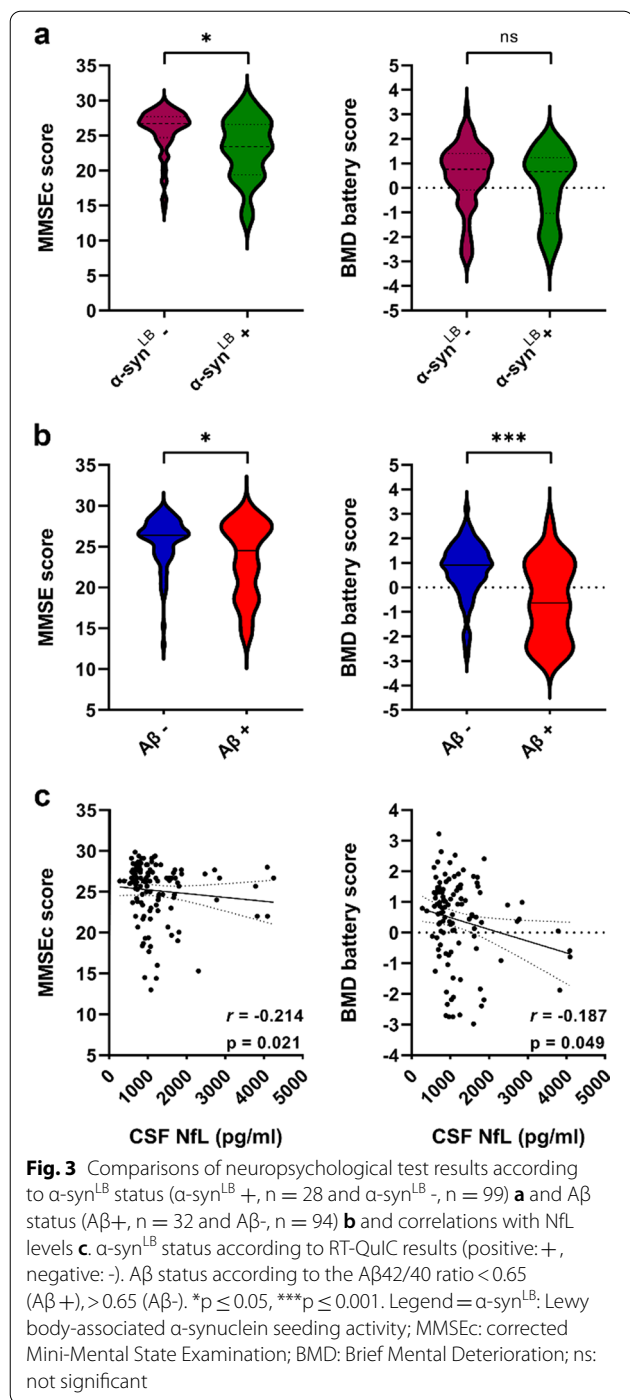 a
*
ns
MMSEc score
35
30
25
20
15
10
5
0
α-syn^LB -
α-syn^LB +
BMD battery score
5
4
3
2
1
0
-1
-2
-3
-4
-5
α-syn^LB -
α-syn^LB +
b
*
***
MMSE score
35
30
25
20
15
10
5
Aβ -
Aβ +
BMD battery score
5
4
3
2
1
0
-1
-2
-3
-4
-5
Aβ -
Aβ +
c
MMSEc score
35
30
25
20
15
10
5
r = -0.214
p = 0.021
0
1000
2000
3000
4000
5000
CSF NfL (pg/ml)
BMD battery score
4
3
2
1
0
-1
-2
-3
-4
r = -0.187
p = 0.049
0
1000
2000
3000
4000
5000
CSF NfL (pg/ml)
Fig. 3 Comparisons of neuropsychological test results according
to α-syn^LB status (α-syn^LB +, n = 28 and α-syn^LB -, n = 99) a and Aβ
status (Aβ+, n = 32 and Aβ-, n = 94) b and correlations with NfL
levels c. α-syn^LB status according to RT-QuIC results (positive: +,
negative: -). Aβ status according to the Aβ42/40 ratio < 0.65
(Aβ +), > 0.65 (Aβ-). *p ≤ 0.05, ***p ≤ 0.001. Legend = α-syn^LB: Lewy
body-associated α-synuclein seeding activity; MMSEc: corrected
Mini-Mental State Examination; BMD: Brief Mental Deterioration; ns:
not significant